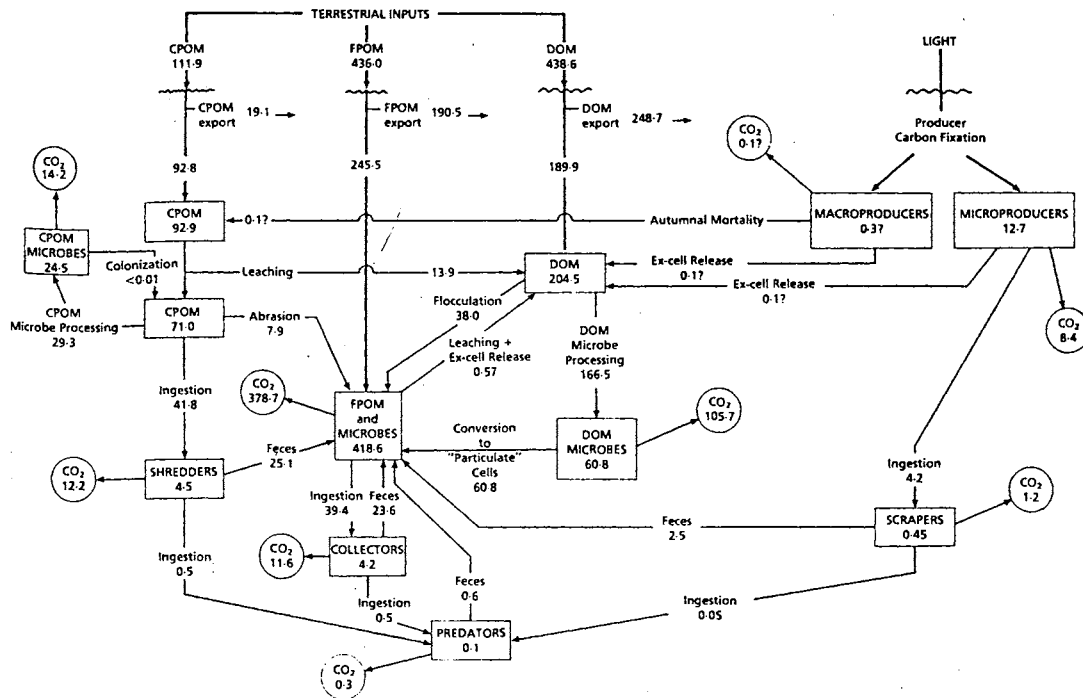 TERRESTRIAL INPUTS
CPOM
111·9
FPOM
436·0
DOM
438·6
LIGHT
CPOM
export
19·1
FPOM
export
190·5
DOM
export
248·7
Producer
Carbon Fixation
CO₂
0·1?
CO₂
14·2
92·8
245·5
189·9
CPOM
92·9
0·1?
Autumnal Mortality
MACROPRODUCERS
0·3?
MICROPRODUCERS
12·7
CPOM
MICROBES
24·5
Colonization
<0·01
Leaching
13·9
DOM
204·5
Ex-cell Release
0·1?
Ex-cell Release
0·1?
CPOM
Microbe Processing
29·3
CPOM
71·0
Abrasion
7·9
Flocculation
38·0
Leaching +
Ex-cell Release
0·57
DOM
Microbe
Processing
166·5
CO₂
8·4
Ingestion
41·8
CO₂
378·7
FPOM
and
MICROBES
418·6
Conversion
to
"Particulate"
Cells
60·8
DOM
MICROBES
60·8
CO₂
105·7
CO₂
12·2
SHREDDERS
4·5
Feces
25·1
Ingestion
39·4
Feces
23·6
Ingestion
4·2
CO₂
1·2
Feces
2·5
SCRAPERS
0·45
CO₂
11·6
COLLECTORS
4·2
Ingestion
0·5
Ingestion
0·5
Feces
0·6
Ingestion
0·05
PREDATORS
0·1
CO₂
0·3